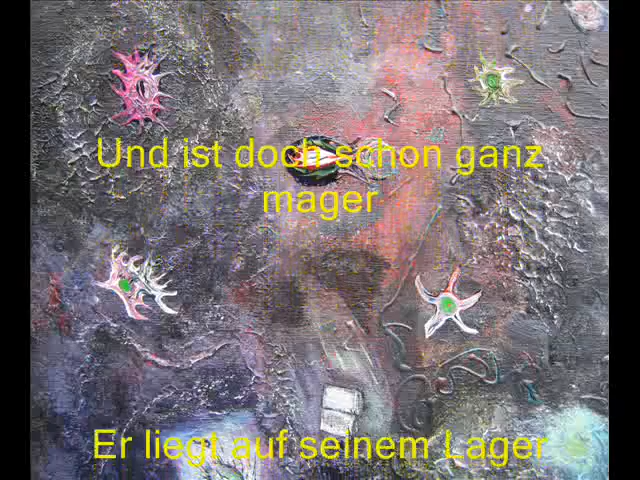 Und ist doch schon ganz
mager
Er liegt auf seinem Lager